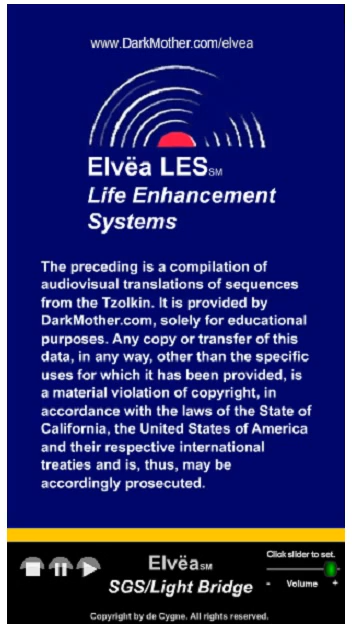 www.DarkMother.com/elvea
Elvëa LES SM
Life Enhancement
Systems
The preceding is a compilation of
audiovisual translations of sequences
from the Tzolkin. It is provided by
DarkMother.com, solely for educational
purposes. Any copy or transfer of this
data, in any way, other than the specific
uses for which it has been provided, is
a material violation of copyright, in
accordance with the laws of the State of
California, the United States of America
and their respective international
treaties and is, thus, may be
accordingly prosecuted.
Elvëa SM
SGS/Light Bridge
Click slider to set.
- Volume +
Copyright by de Cygne. All rights reserved.